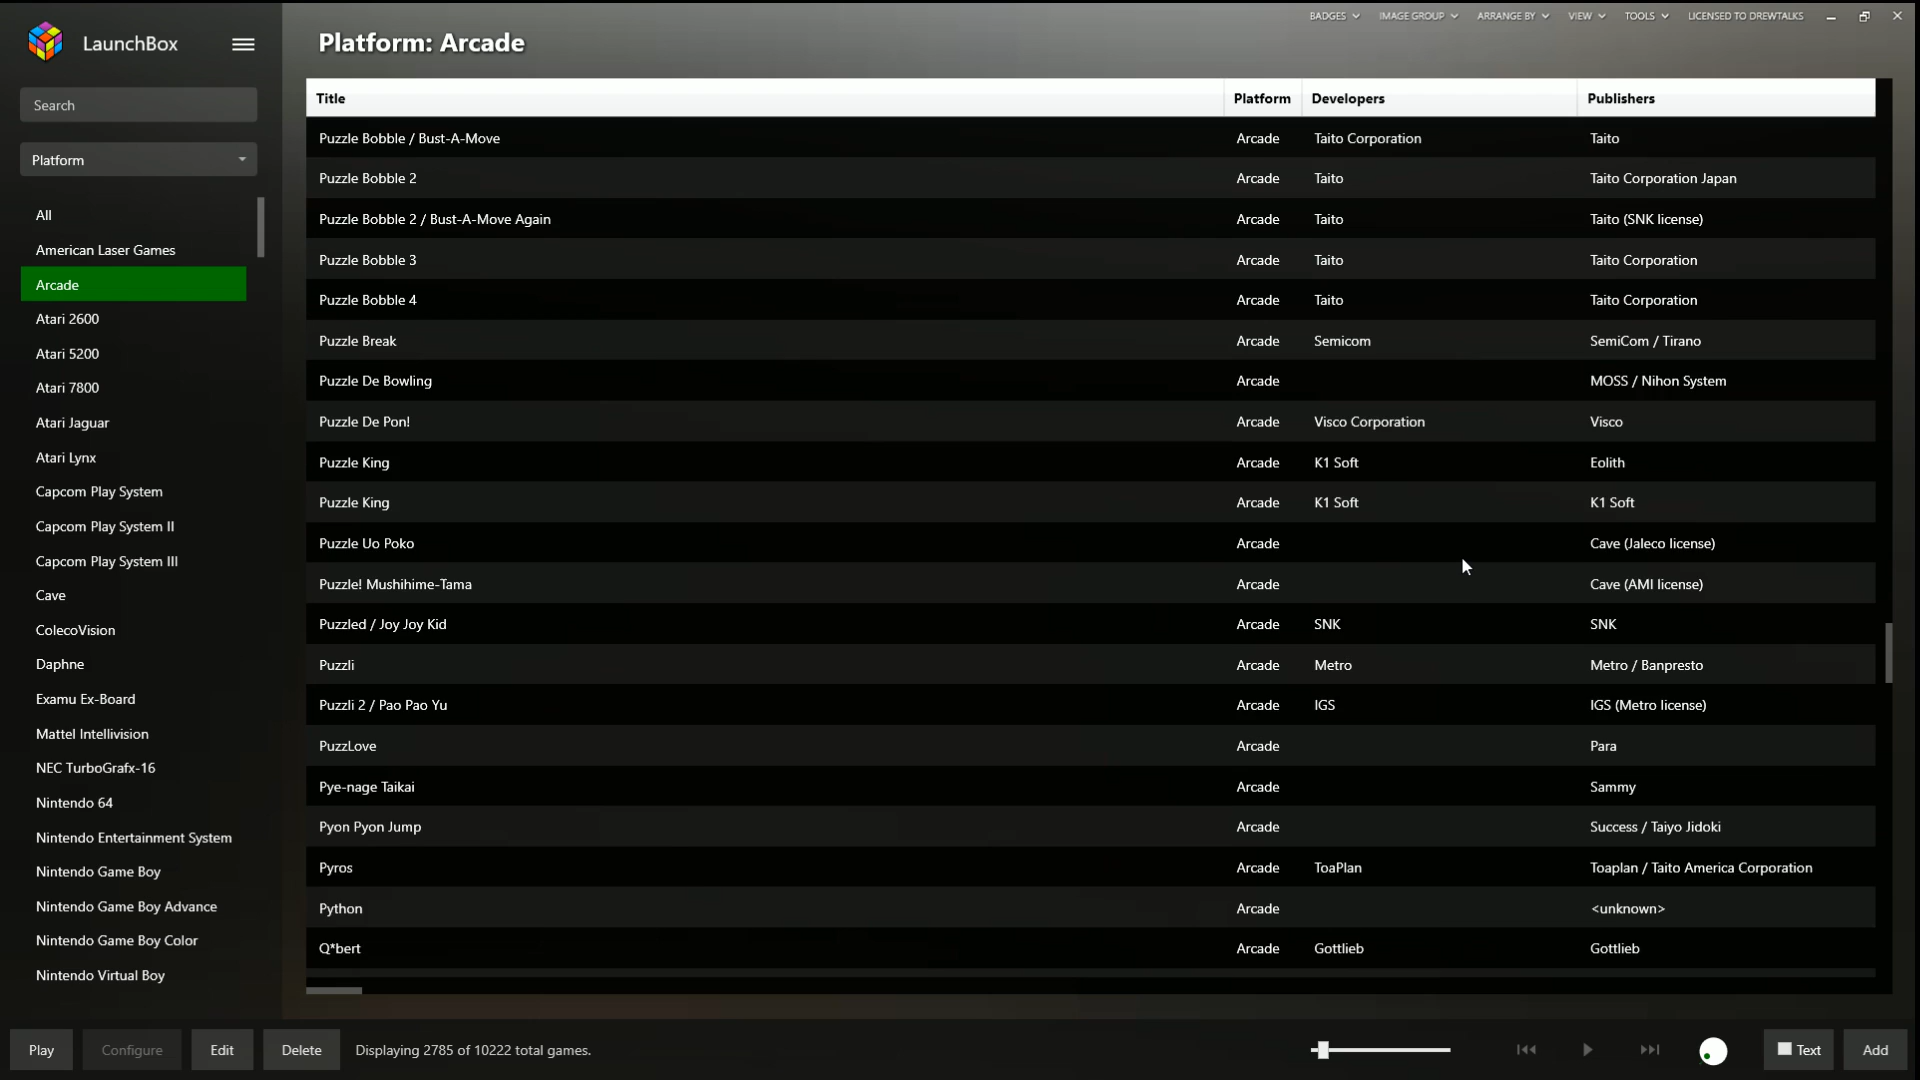 LaunchBox
Platform: Arcade
BADGES
IMAGE GROUP
ARRANGE BY
VIEW
TOOLS
LICENSED TO DREWTALKS
Search
Platform
All
American Laser Games
Arcade
Atari 2600
Atari 5200
Atari 7800
Atari Jaguar
Atari Lynx
Capcom Play System
Capcom Play System II
Capcom Play System III
Cave
ColecoVision
Daphne
Examu Ex-Board
Mattel Intellivision
NEC TurboGrafx-16
Nintendo 64
Nintendo Entertainment System
Nintendo Game Boy
Nintendo Game Boy Advance
Nintendo Game Boy Color
Nintendo Virtual Boy
Title Platform Developers Publishers
Puzzle Bobble / Bust-A-Move Arcade Taito Corporation Taito
Puzzle Bobble 2 Arcade Taito Taito Corporation Japan
Puzzle Bobble 2 / Bust-A-Move Again Arcade Taito Taito (SNK license)
Puzzle Bobble 3 Arcade Taito Taito Corporation
Puzzle Bobble 4 Arcade Taito Taito Corporation
Puzzle Break Arcade Semicom SemiCom / Tirano
Puzzle De Bowling Arcade MOSS / Nihon System
Puzzle De Pon! Arcade Visco Corporation Visco
Puzzle King Arcade K1 Soft Eolith
Puzzle King Arcade K1 Soft K1 Soft
Puzzle Uo Poko Arcade Cave (Jaleco license)
Puzzle! Mushihime-Tama Arcade Cave (AMI license)
Puzzled / Joy Joy Kid Arcade SNK SNK
Puzzli Arcade Metro Metro / Banpresto
Puzzli 2 / Pao Pao Yu Arcade IGS IGS (Metro license)
PuzzLove Arcade Para
Pye-nage Taikai Arcade Sammy
Pyon Pyon Jump Arcade Success / Taiyo Jidoki
Pyros Arcade ToaPlan Toaplan / Taito America Corporation
Python Arcade <unknown>
Q*bert Arcade Gottlieb Gottlieb
Play
Configure
Edit
Delete
Displaying 2785 of 10222 total games.
Text
Add